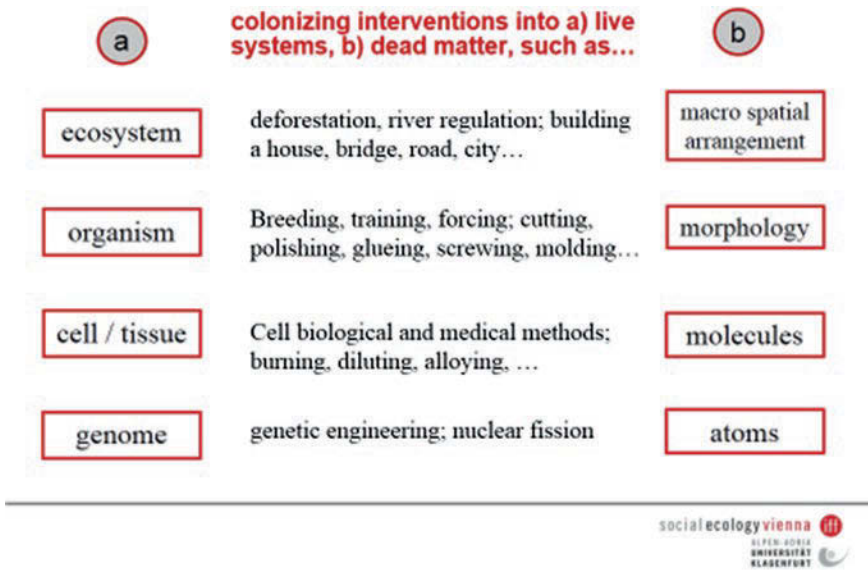 a
colonizing interventions into a) live
systems, b) dead matter, such as…
b
ecosystem
deforestation, river regulation; building
a house, bridge, road, city…
macro spatial
arrangement
organism
Breeding, training, forcing; cutting,
polishing, glueing, screwing, molding…
morphology
cell / tissue
Cell biological and medical methods;
burning, diluting, alloying, …
molecules
genome
genetic engineering; nuclear fission
atoms
social ecology vienna iff
ALPEN-ADRIA
UNIVERSITÄT
KLAGENFURT